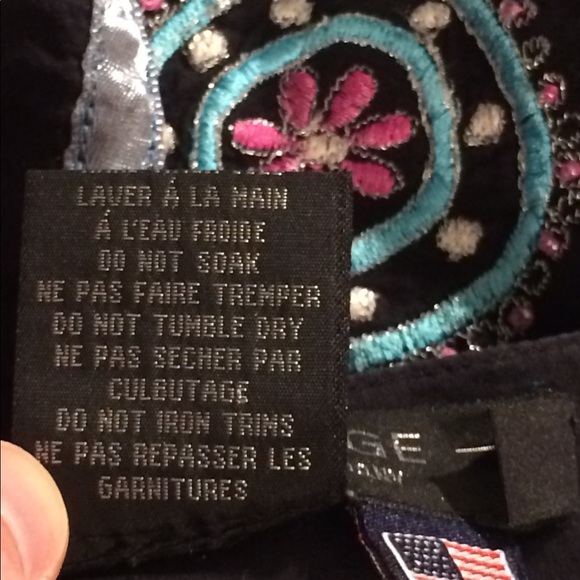 LAVER Á LA MAIN
Á L'EAU FROIDE
DO NOT SOAK
NE PAS FAIRE TREMPER
DO NOT TUMBLE DRY
NE PAS SECHER PAR
CULBUTAGE
DO NOT IRON TRIMS
NE PAS REPASSER LES
GARNITURES